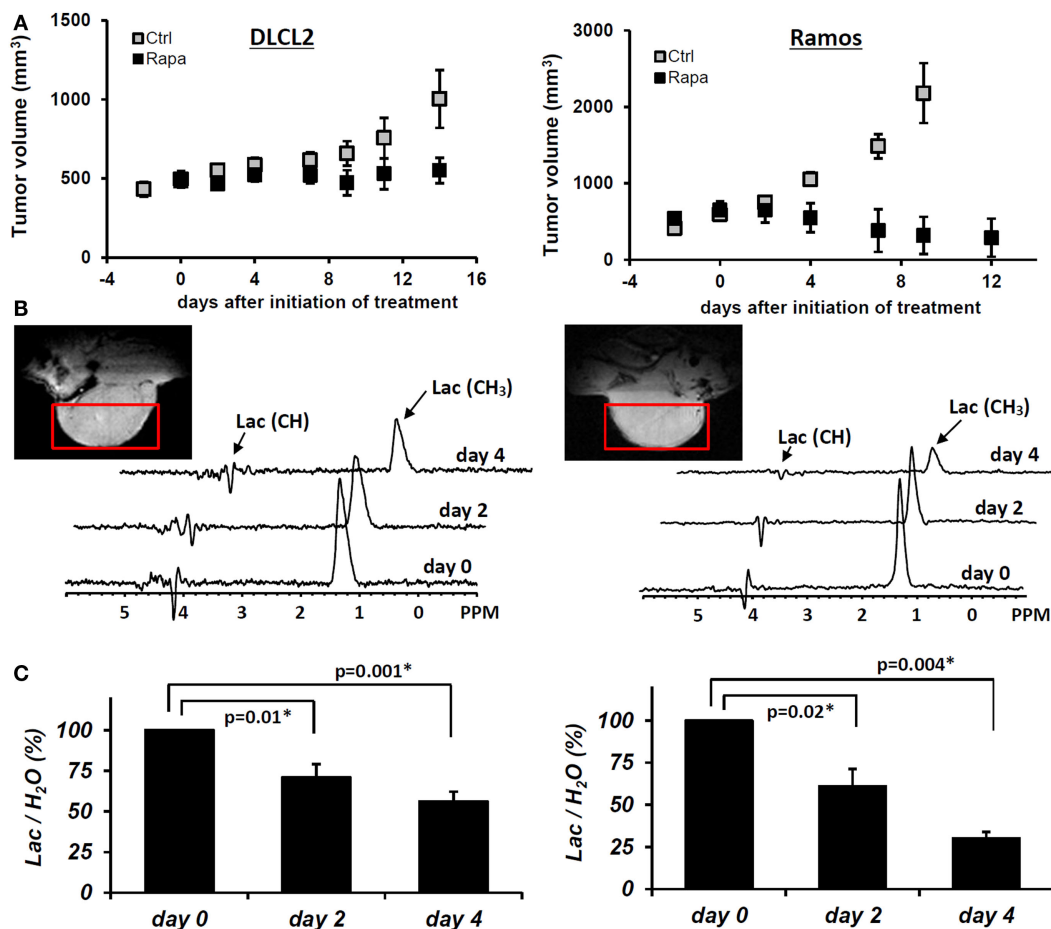 A
DLCL2
Ctrl
Rapa
Tumor volume (mm3)
1500
1000
500
0
-4 0 4 8 12 16
days after initiation of treatment
Ramos
Ctrl
Rapa
Tumor volume (mm3)
3000
2000
1000
0
-4 0 4 8 12
days after initiation of treatment
B
Lac (CH)
Lac (CH3)
day 4
day 2
day 0
5 4 3 2 1 0 PPM
Lac (CH)
Lac (CH3)
day 4
day 2
day 0
5 4 3 2 1 0 PPM
C
p=0.001*
p=0.01*
Lac / H2O (%)
100
75
50
25
0
day 0 day 2 day 4
p=0.004*
p=0.02*
Lac / H2O (%)
100
75
50
25
0
day 0 day 2 day 4